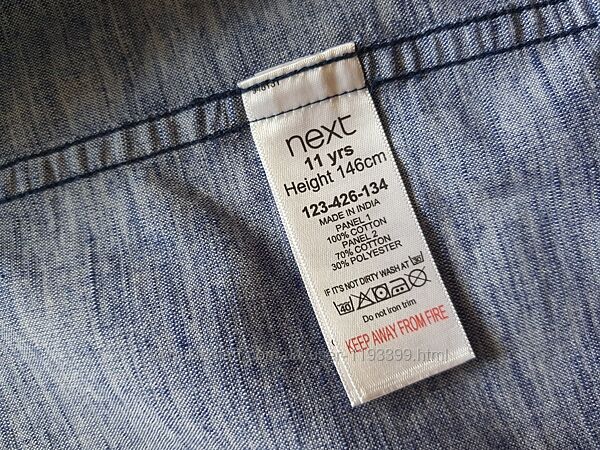 next
11 yrs
Height 146cm
123-426-134
MADE IN INDIA
PANEL 1
100% COTTON
PANEL 2
70% COTTON
30% POLYESTER
IF IT'S NOT DIRTY WASH AT 30
40
Do not iron trim
KEEP AWAY FROM FIRE